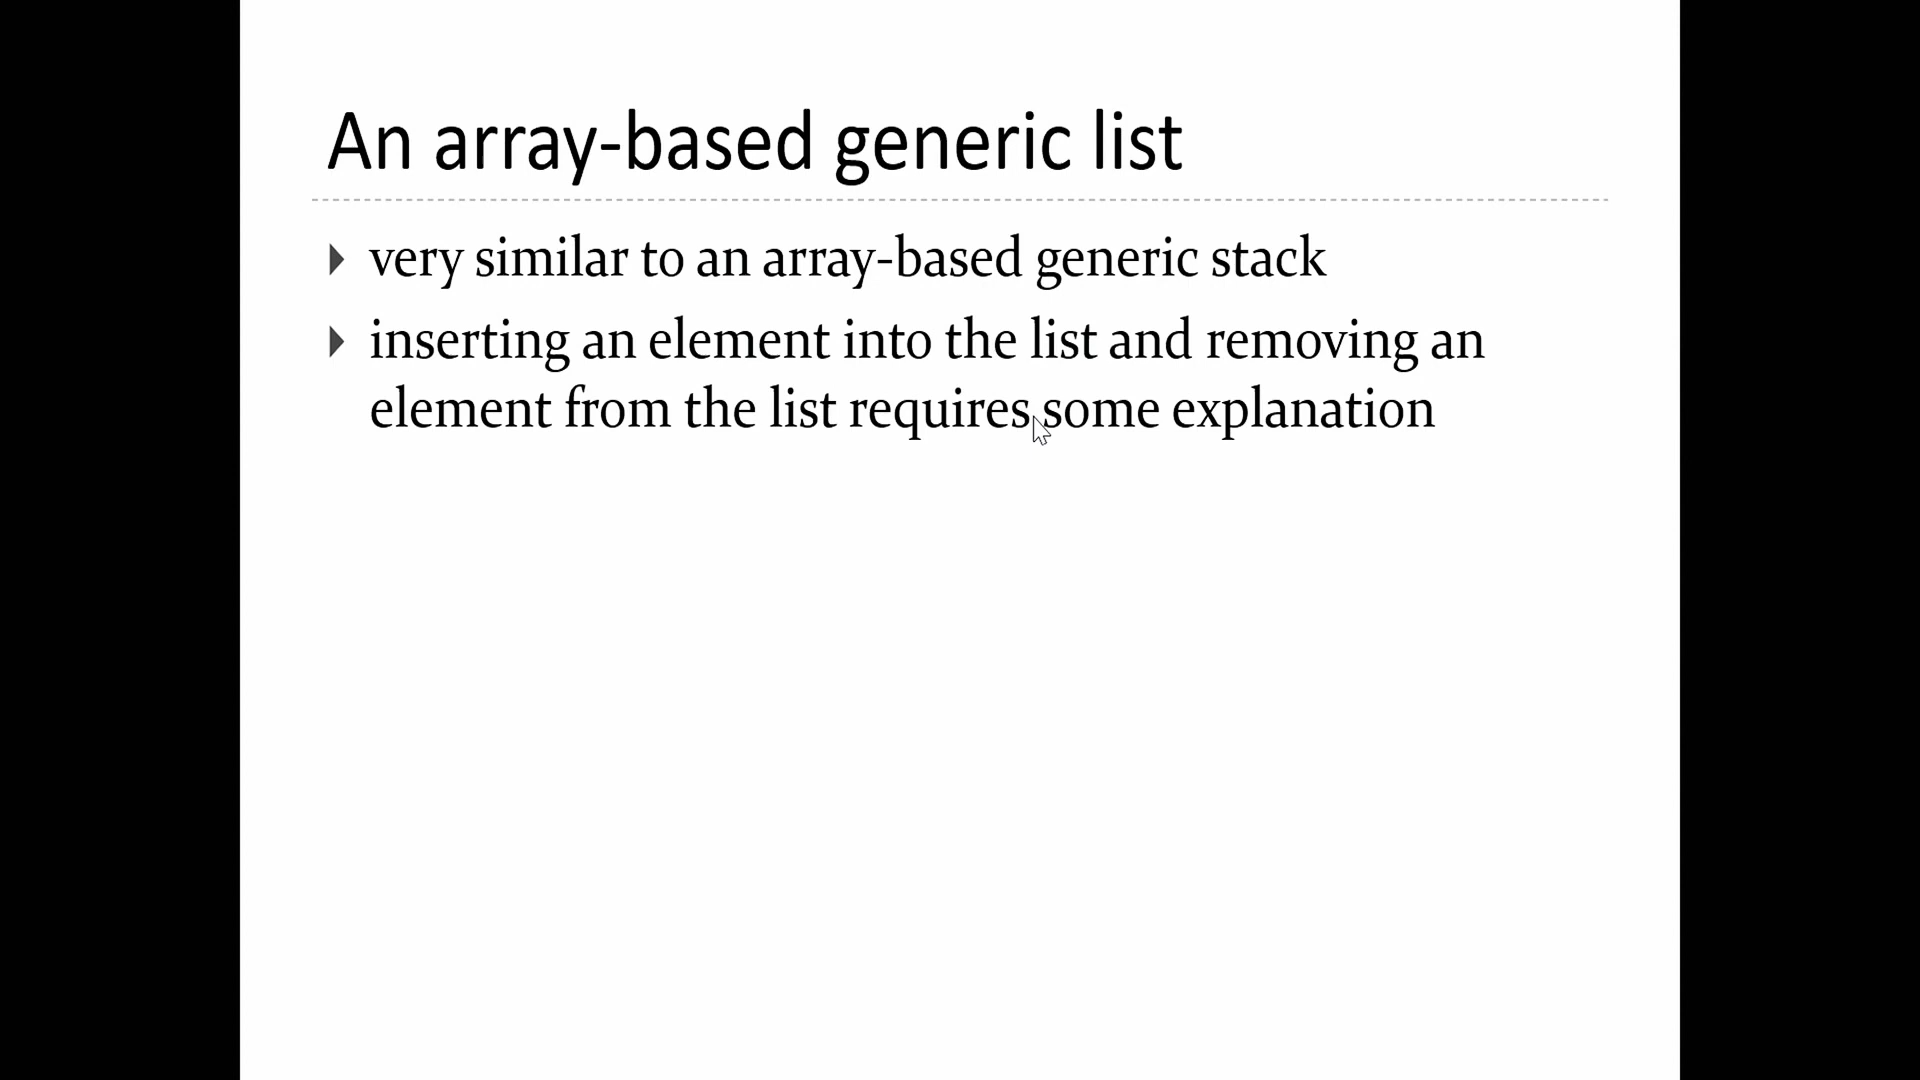 An array-based generic list
very similar to an array-based generic stack
inserting an element into the list and removing an
element from the list requires some explanation